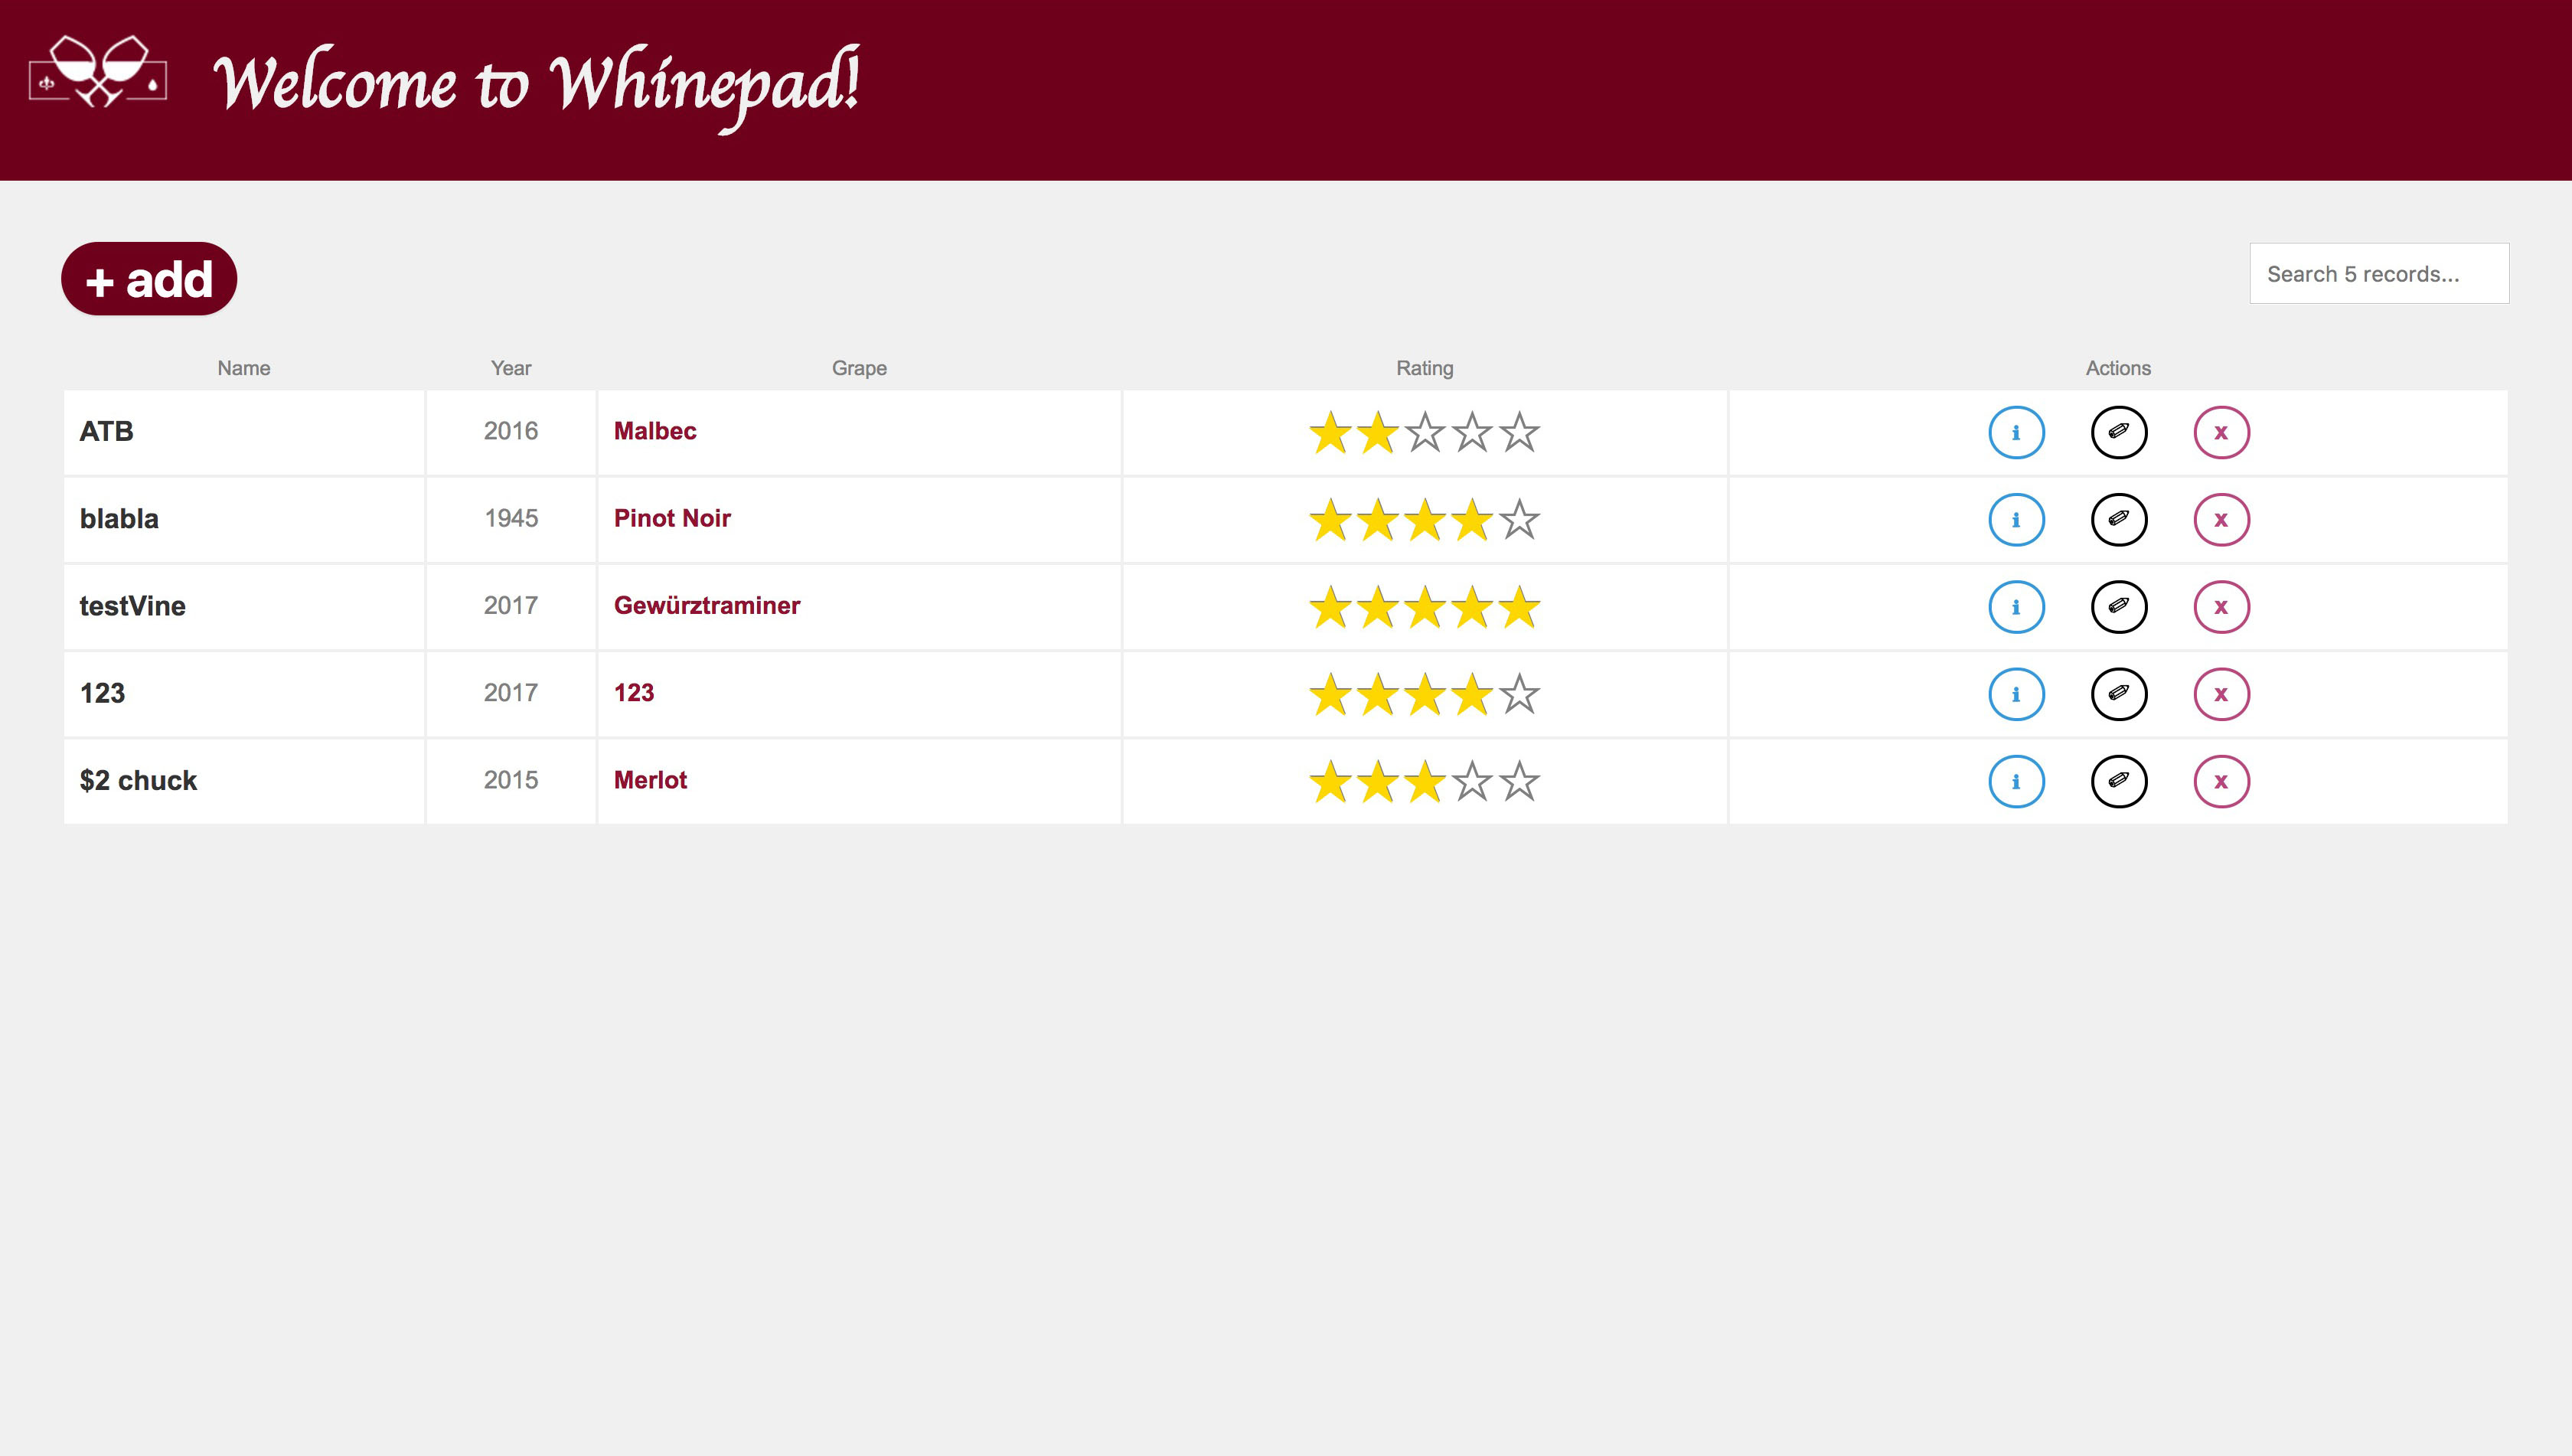 Welcome to Whinepad!
+ add
Search 5 records...
Name Year Grape Rating Actions
ATB 2016 Malbec i x
blabla 1945 Pinot Noir i x
testVine 2017 Gewürztraminer i x
123 2017 123 i x
$2 chuck 2015 Merlot i x